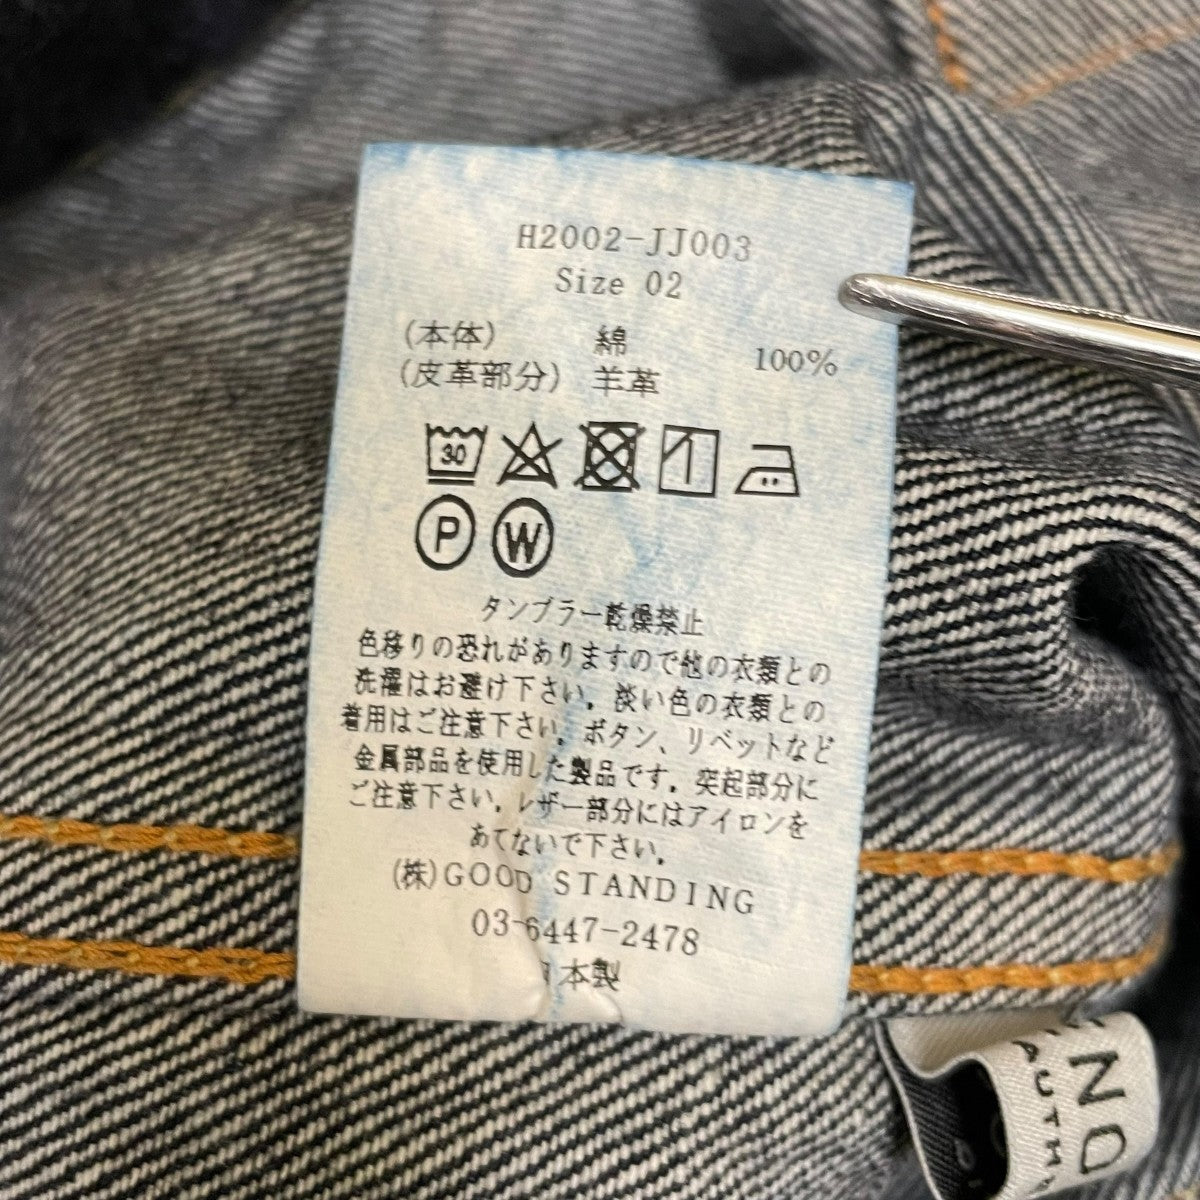 H2002-JJ003
Size 02
(本体) 綿 100%
(皮革部分) 羊革
30
P W
タンブラー乾燥禁止
色移りの恐れがありますので他の衣類との
洗濯はお避け下さい。淡い色の衣類との
着用はご注意下さい。ボタン、リベットなど
金属部品を使用した製品です。突起部分に
ご注意下さい。レザー部分にはアイロンを
あてないで下さい。
(株)GOOD STANDING
03-6447-2478
日本製